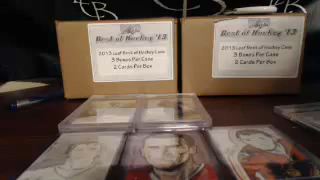 Best of Hockey '13
2013 Leaf Best of Hockey Case
3 Boxes Per Case
2 Cards Per Box
Best of Hockey '13
2013 Leaf Best of Hockey Case
3 Boxes Per Case
2 Cards Per Box